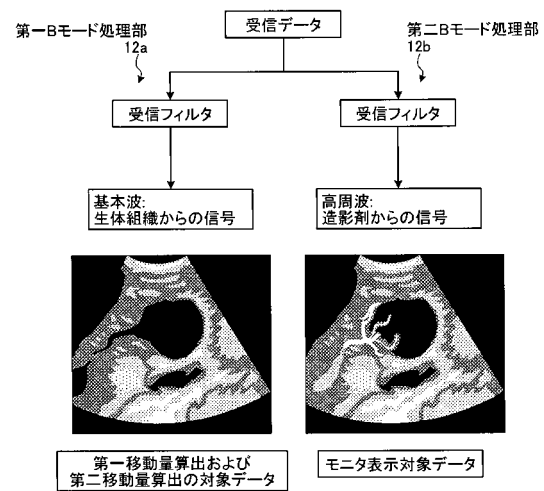 第一Bモード処理部
12a
受信データ
第二Bモード処理部
12b
受信フィルタ
受信フィルタ
基本波:
生体組織からの信号
高周波:
造影剤からの信号
第一移動量算出および
第二移動量算出の対象データ
モニタ表示対象データ